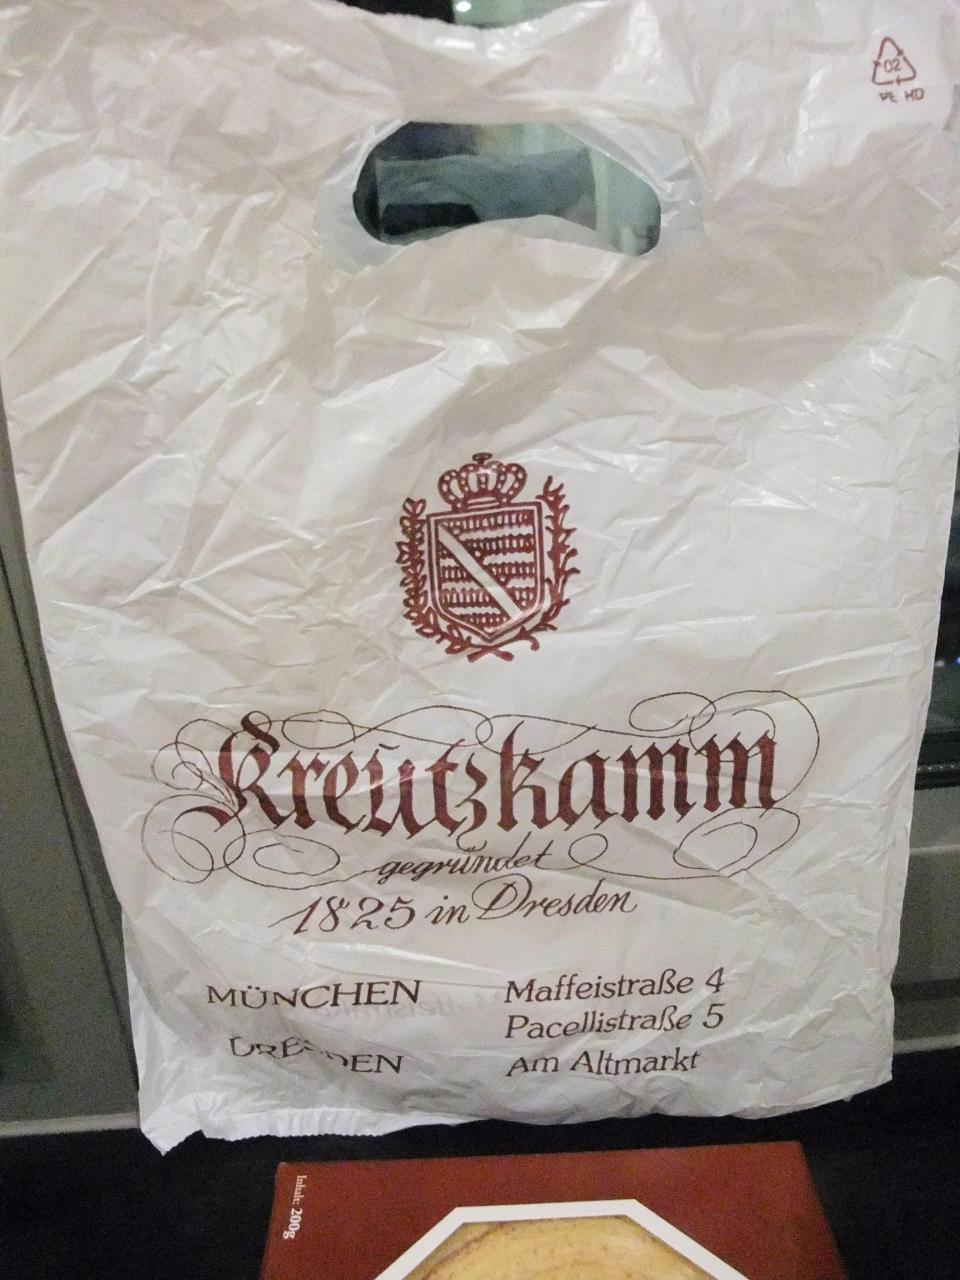 02
PE HD
Kreutzkamm
gegründet
1825 in Dresden
MÜNCHEN Maffeistraße 4
Pacellistraße 5
DRESDEN Am Altmarkt
Inhalt: 200g